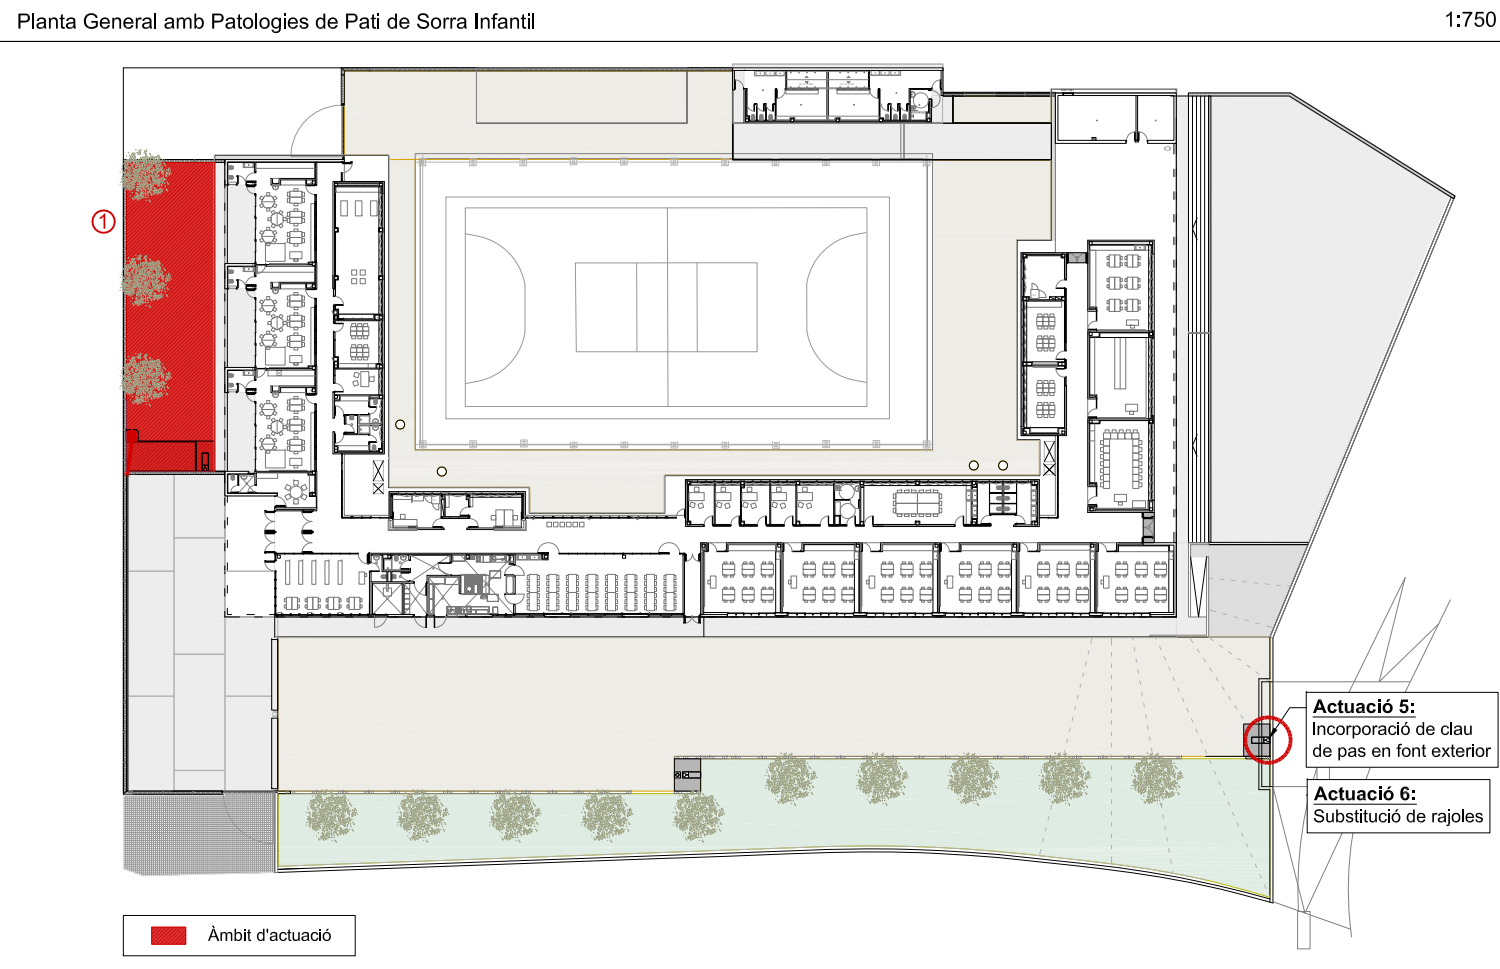 Planta General amb Patologies de Pati de Sorra Infantil
1:750
1
Actuació 5:
Incorporació de clau
de pas en font exterior
Actuació 6:
Substitució de rajoles
Àmbit d'actuació